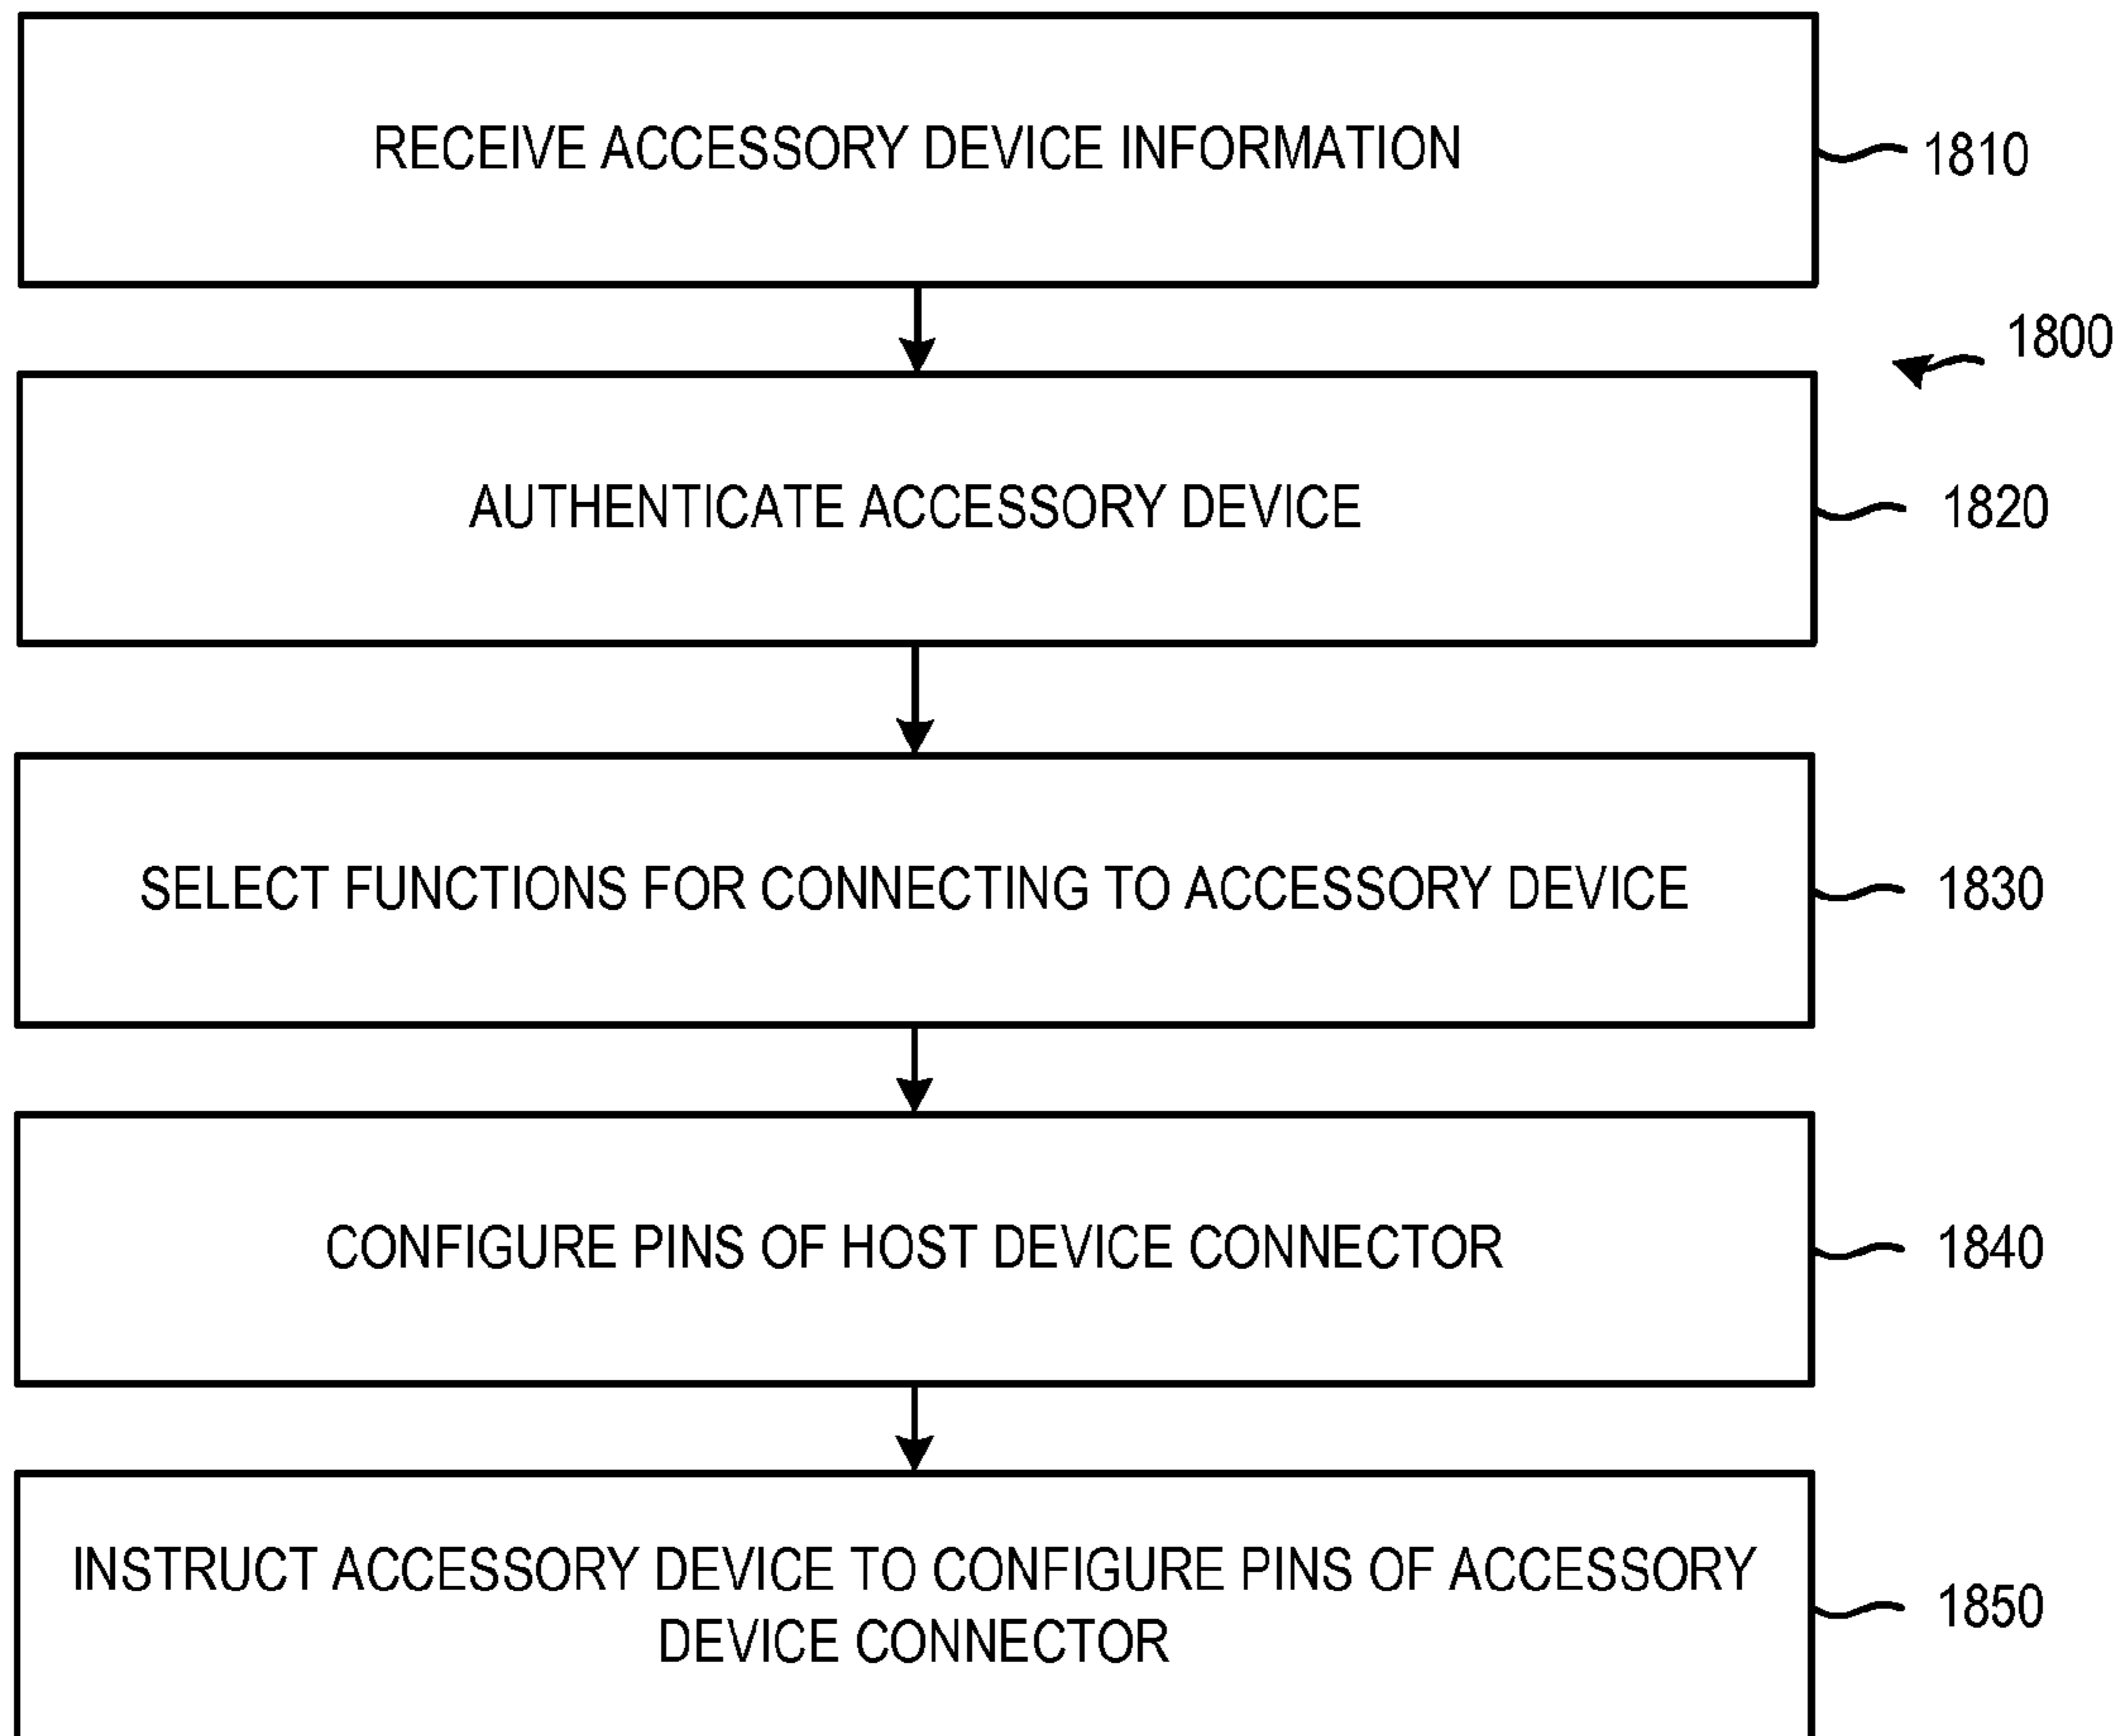 RECEIVE ACCESSORY DEVICE INFORMATION
1810
1800
AUTHENTICATE ACCESSORY DEVICE
1820
SELECT FUNCTIONS FOR CONNECTING TO ACCESSORY DEVICE
1830
CONFIGURE PINS OF HOST DEVICE CONNECTOR
1840
INSTRUCT ACCESSORY DEVICE TO CONFIGURE PINS OF ACCESSORY
DEVICE CONNECTOR
1850